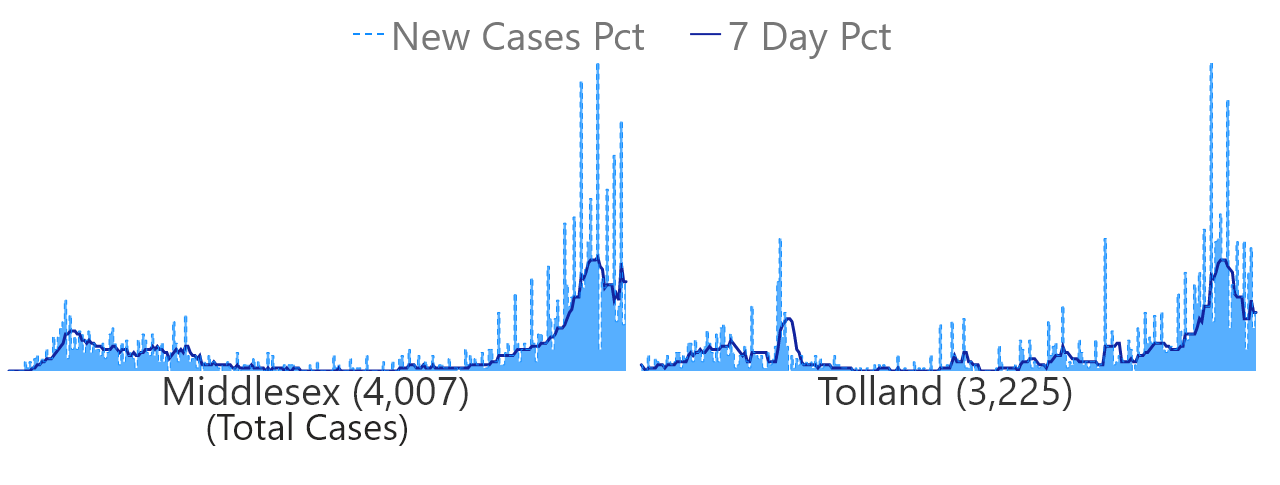 New Cases Pct 7 Day Pct
Middlesex (4,007) Tolland (3,225)
(Total Cases)